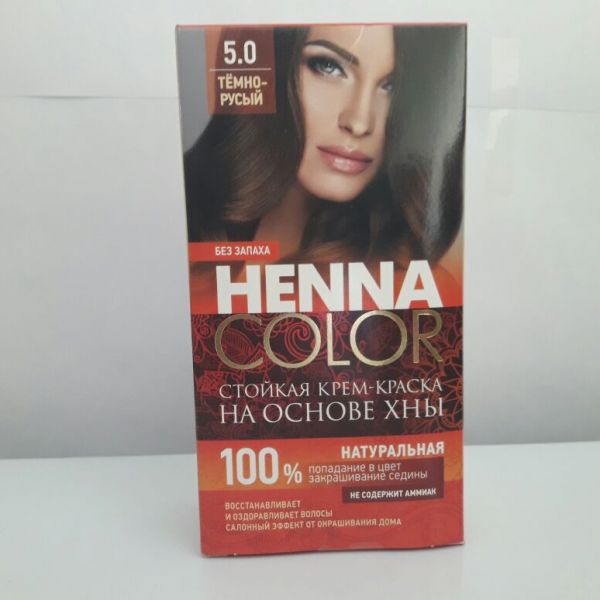 5.0
ТЁМНО-
РУСЫЙ
БЕЗ ЗАПАХА
HENNA
COLOR
СТОЙКАЯ КРЕМ-КРАСКА
НА ОСНОВЕ ХНЫ
НАТУРАЛЬНАЯ
100% попадание в цвет
закрашивание седины
НЕ СОДЕРЖИТ АММИАК
ВОССТАНАВЛИВАЕТ
И ОЗДОРАВЛИВАЕТ ВОЛОСЫ
САЛОННЫЙ ЭФФЕКТ ОТ ОКРАШИВАНИЯ ДОМА